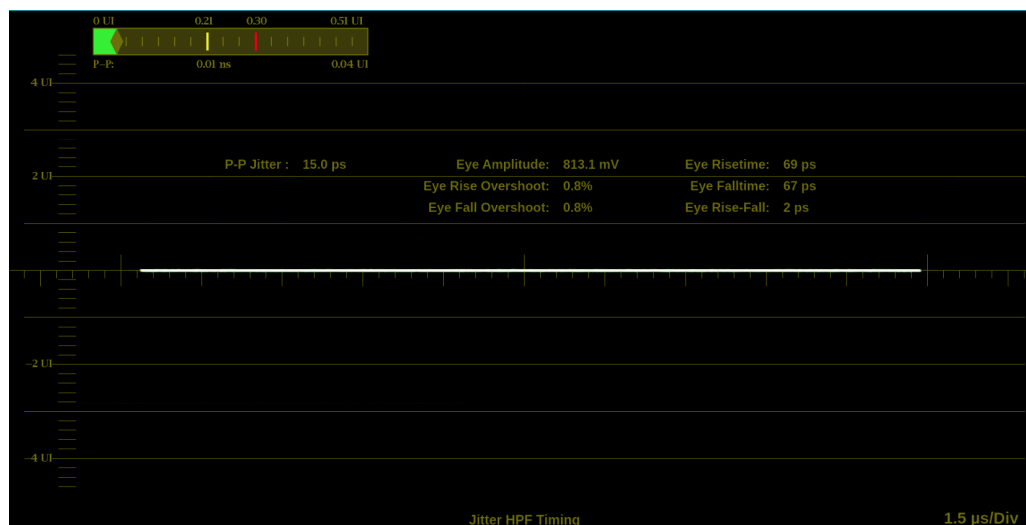 0 UI 0.21 0.30 0.51 UI
P-P: 0.01 ns 0.04 UI
4 UI
P-P Jitter : 15.0 ps Eye Amplitude: 813.1 mV Eye Risetime: 69 ps
2 UI
Eye Rise Overshoot: 0.8% Eye Falltime: 67 ps
Eye Fall Overshoot: 0.8% Eye Rise-Fall: 2 ps
-2 UI
-4 UI
Jitter HPF Timing 1.5 µs/Div